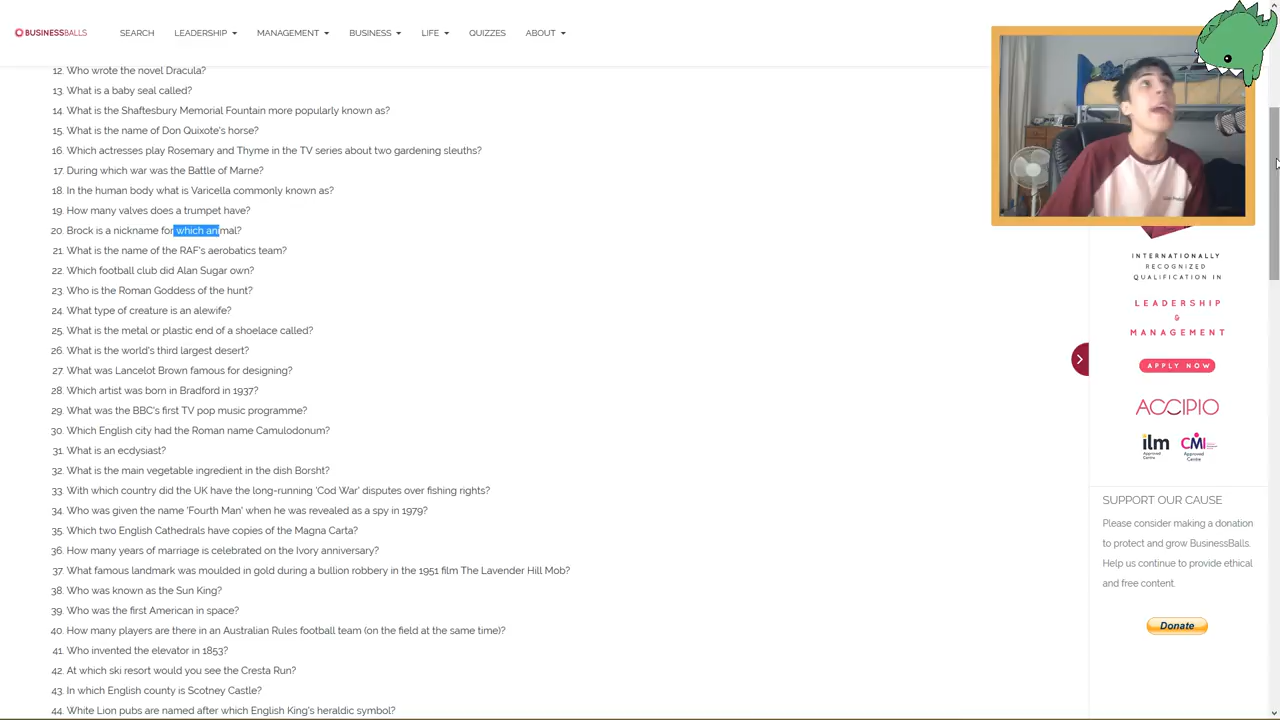 BUSINESSBALLS
SEARCH
LEADERSHIP
MANAGEMENT
BUSINESS
LIFE
QUIZZES
ABOUT
12. Who wrote the novel Dracula?
13. What is a baby seal called?
14. What is the Shaftesbury Memorial Fountain more popularly known as?
15. What is the name of Don Quixote's horse?
16. Which actresses play Rosemary and Thyme in the TV series about two gardening sleuths?
17. During which war was the Battle of Marne?
18. In the human body what is Varicella commonly known as?
19. How many valves does a trumpet have?
20. Brock is a nickname for which animal?
21. What is the name of the RAF's aerobatics team?
22. Which football club did Alan Sugar own?
23. Who is the Roman Goddess of the hunt?
24. What type of creature is an alewife?
25. What is the metal or plastic end of a shoelace called?
26. What is the world's third largest desert?
27. What was Lancelot Brown famous for designing?
28. Which artist was born in Bradford in 1937?
29. What was the BBC's first TV pop music programme?
30. Which English city had the Roman name Camulodonum?
31. What is an ecdysiast?
32. What is the main vegetable ingredient in the dish Borsht?
33. With which country did the UK have the long-running 'Cod War' disputes over fishing rights?
34. Who was given the name 'Fourth Man' when he was revealed as a spy in 1979?
35. Which two English Cathedrals have copies of the Magna Carta?
36. How many years of marriage is celebrated on the Ivory anniversary?
37. What famous landmark was moulded in gold during a bullion robbery in the 1951 film The Lavender Hill Mob?
38. Who was known as the Sun King?
39. Who was the first American in space?
40. How many players are there in an Australian Rules football team (on the field at the same time)?
41. Who invented the elevator in 1853?
42. At which ski resort would you see the Cresta Run?
43. In which English county is Scotney Castle?
44. White Lion pubs are named after which English King's heraldic symbol?
INTERNATIONALLY
RECOGNIZED
QUALIFICATION IN
LEADERSHIP
&
MANAGEMENT
APPLY NOW
ACCIPIO
ilm
Approved
Centre
CMI
Approved
Centre
SUPPORT OUR CAUSE
Please consider making a donation
to protect and grow BusinessBalls.
Help us continue to provide ethical
and free content.
Donate